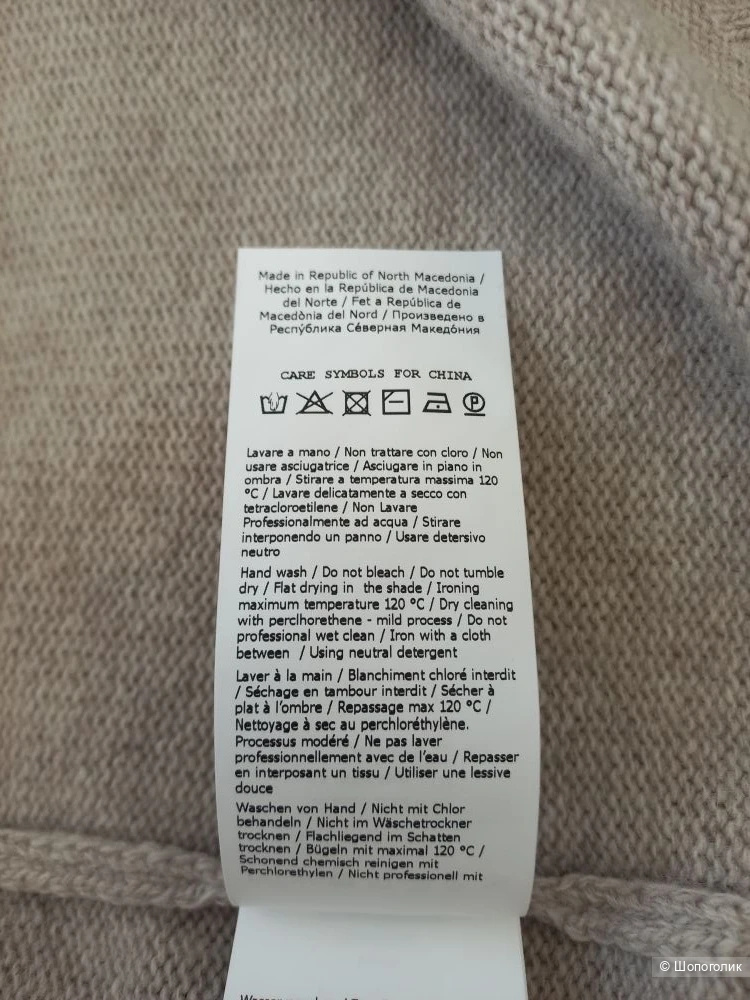 Made in Republic of North Macedonia /
Hecho en la República de Macedonia
del Norte / Fet a República de
Macedònia del Nord / Произведено в
Респу́блика Се́верная Македо́ния
CARE SYMBOLS FOR CHINA
P
Lavare a mano / Non trattare con cloro / Non
usare asciugatrice / Asciugare in piano in
ombra / Stirare a temperatura massima 120
°C / Lavare delicatamente a secco con
tetracloroetilene / Non Lavare
Professionalmente ad acqua / Stirare
interponendo un panno / Usare detersivo
neutro
Hand wash / Do not bleach / Do not tumble
dry / Flat drying in the shade / Ironing
maximum temperature 120 °C / Dry cleaning
with perclhorethene - mild process / Do not
professional wet clean / Iron with a cloth
between / Using neutral detergent
Laver à la main / Blanchiment chloré interdit
/ Séchage en tambour interdit / Sécher à
plat à l'ombre / Repassage max 120 °C /
Nettoyage à sec au perchloréthylène.
Processus modéré / Ne pas laver
professionnellement avec de l'eau / Repasser
en interposant un tissu / Utiliser une lessive
douce
Waschen von Hand / Nicht mit Chlor
behandeln / Nicht im Wäschetrockner
trocknen / Flachliegend im Schatten
trocknen / Bügeln mit maximal 120 °C /
Schonend chemisch reinigen mit
Perchlorethylen / Nicht professionell mit
© Шопоголик